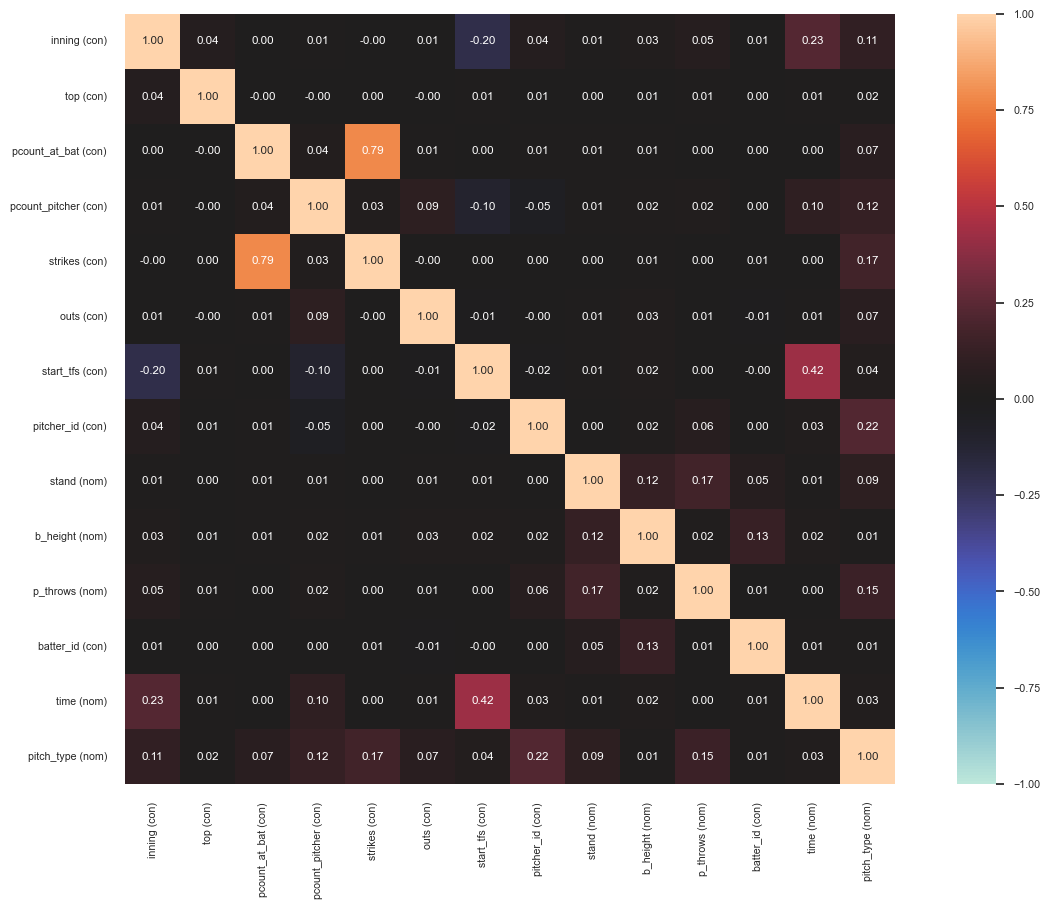 inning (con) 1.00 0.04 0.00 0.01 -0.00 0.01 -0.20 0.04 0.01 0.03 0.05 0.01 0.23 0.11
top (con) 0.04 1.00 -0.00 -0.00 0.00 -0.00 0.01 0.01 0.00 0.01 0.01 0.00 0.01 0.02
pcount_at_bat (con) 0.00 -0.00 1.00 0.04 0.79 0.01 0.00 0.01 0.01 0.01 0.00 0.00 0.00 0.07
pcount_pitcher (con) 0.01 -0.00 0.04 1.00 0.03 0.09 -0.10 -0.05 0.01 0.02 0.02 0.00 0.10 0.12
strikes (con) -0.00 0.00 0.79 0.03 1.00 -0.00 0.00 0.00 0.00 0.01 0.00 0.01 0.00 0.17
outs (con) 0.01 -0.00 0.01 0.09 -0.00 1.00 -0.01 -0.00 0.01 0.03 0.01 -0.01 0.01 0.07
start_tfs (con) -0.20 0.01 0.00 -0.10 0.00 -0.01 1.00 -0.02 0.01 0.02 0.00 -0.00 0.42 0.04
pitcher_id (con) 0.04 0.01 0.01 -0.05 0.00 -0.00 -0.02 1.00 0.00 0.02 0.06 0.00 0.03 0.22
stand (nom) 0.01 0.00 0.01 0.01 0.00 0.01 0.01 0.00 1.00 0.12 0.17 0.05 0.01 0.09
b_height (nom) 0.03 0.01 0.01 0.02 0.01 0.03 0.02 0.02 0.12 1.00 0.02 0.13 0.02 0.01
p_throws (nom) 0.05 0.01 0.00 0.02 0.00 0.01 0.00 0.06 0.17 0.02 1.00 0.01 0.00 0.15
batter_id (con) 0.01 0.00 0.00 0.00 0.01 -0.01 -0.00 0.00 0.05 0.13 0.01 1.00 0.01 0.01
time (nom) 0.23 0.01 0.00 0.10 0.00 0.01 0.42 0.03 0.01 0.02 0.00 0.01 1.00 0.03
pitch_type (nom) 0.11 0.02 0.07 0.12 0.17 0.07 0.04 0.22 0.09 0.01 0.15 0.01 0.03 1.00
inning (con)
top (con)
pcount_at_bat (con)
pcount_pitcher (con)
strikes (con)
outs (con)
start_tfs (con)
pitcher_id (con)
stand (nom)
b_height (nom)
p_throws (nom)
batter_id (con)
time (nom)
pitch_type (nom)
1.00
0.75
0.50
0.25
0.00
−0.25
−0.50
−0.75
−1.00